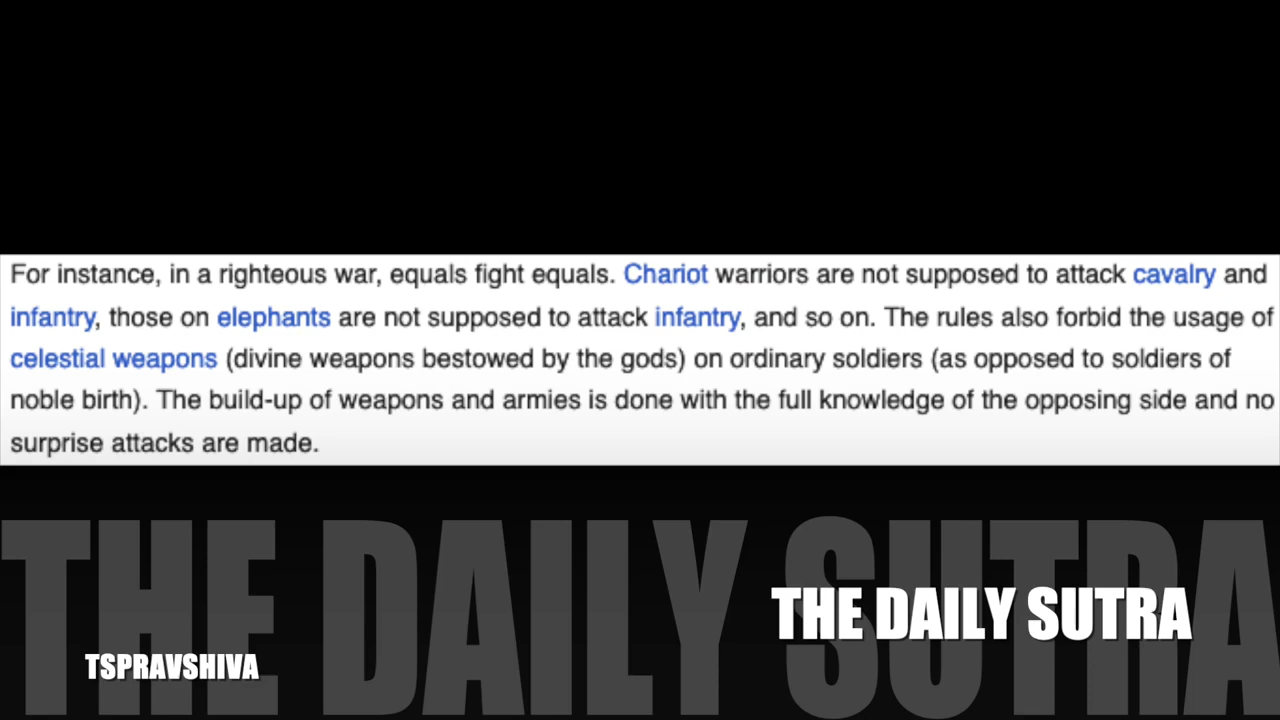 For instance, in a righteous war, equals fight equals. Chariot warriors are not supposed to attack cavalry and
infantry, those on elephants are not supposed to attack infantry, and so on. The rules also forbid the usage of
celestial weapons (divine weapons bestowed by the gods) on ordinary soldiers (as opposed to soldiers of
noble birth). The build-up of weapons and armies is done with the full knowledge of the opposing side and no
surprise attacks are made.
THE DAILY SUTRA
THE DAILY SUTRA
TSPRAVSHIVA